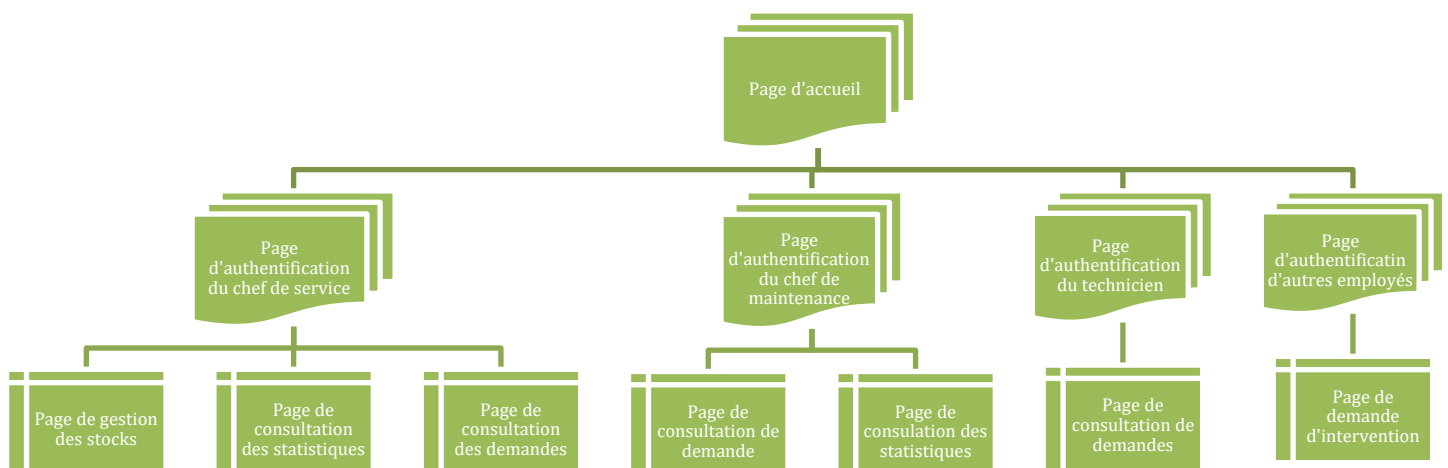 Page d'accueil
Page
d'authentification
du chef de service
Page
d'authentification
du chef de
maintenance
Page
d'authentification
du technicien
Page
d'authentificatin
d'autres employés
Page de gestion
des stocks
Page de
consultation
des statistiques
Page de
consultation
des demandes
Page de
consultation de
demande
Page de
consulation des
statistiques
Page de
consultation de
demandes
Page de
demande
d'intervention